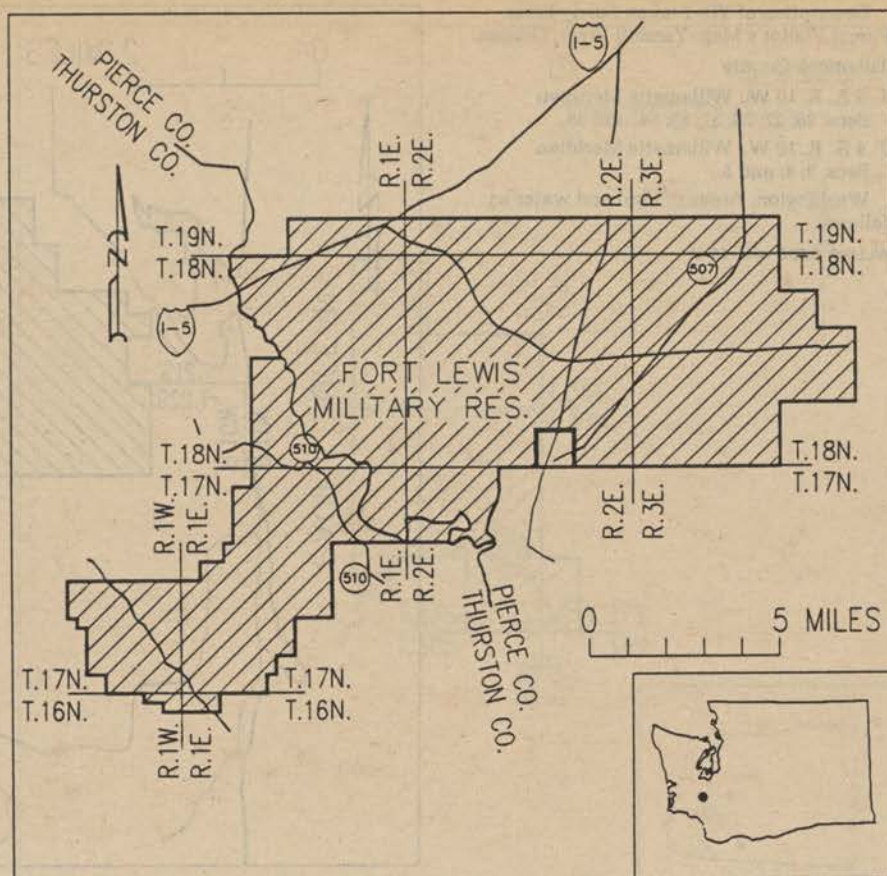 I-5
PIERCE CO.
THURSTON CO.
R.1E.
R.2E.
R.2E.
R.3E.
N
T.19N.
T.18N.
T.19N.
T.18N.
507
I-5
FORT LEWIS
MILITARY RES.
510
T.18N.
T.17N.
T.18N.
T.17N.
R.1W.
R.1E.
R.2E.
R.3E.
R.1E.
R.2E.
510
PIERCE CO.
THURSTON CO.
0 5 MILES
T.17N.
T.16N.
T.17N.
T.16N.
R.1W.
R.1E.